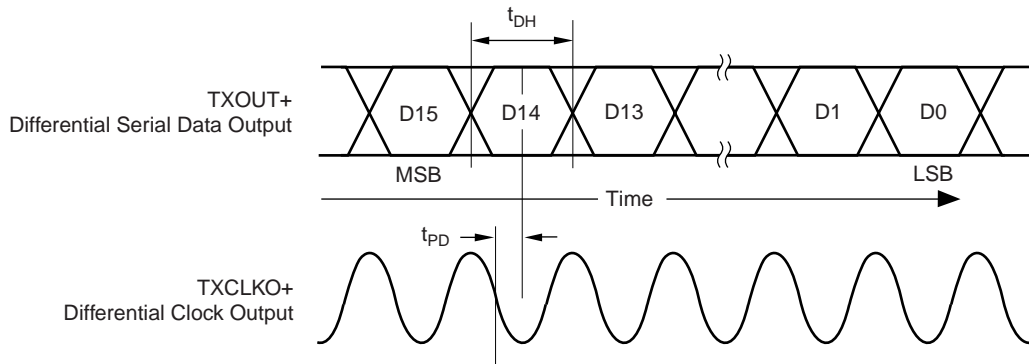 tDH
TXOUT+
Differential Serial Data Output
D15 D14 D13 D1 D0
MSB LSB
Time
tPD
TXCLKO+
Differential Clock Output